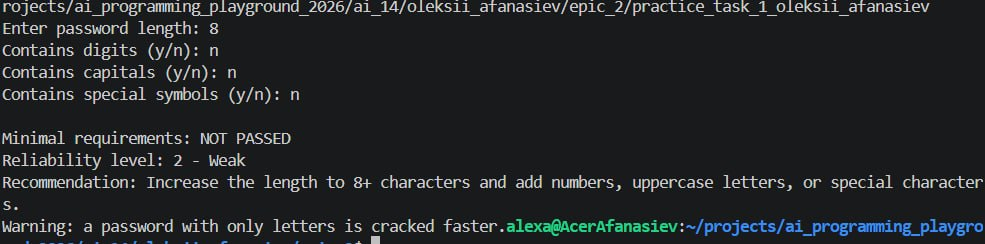 rojects/ai_programming_playground_2026/ai_14/oleksii_afanasiev/epic_2/practice_task_1_oleksii_afanasiev
Enter password length: 8
Contains digits (y/n): n
Contains capitals (y/n): n
Contains special symbols (y/n): n
Minimal requirements: NOT PASSED
Reliability level: 2 - Weak
Recommendation: Increase the length to 8+ characters and add numbers, uppercase letters, or special character
s.
Warning: a password with only letters is cracked faster.alexa@AcerAfanasiev:~/projects/ai_programming_playgro